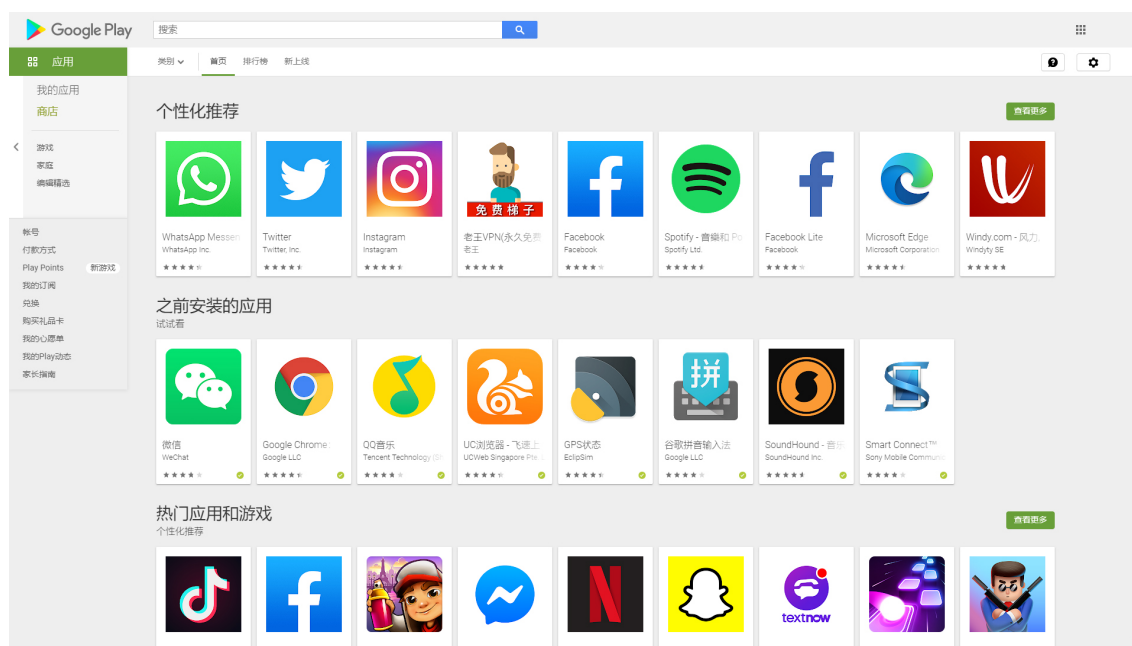 Google Play
搜索
应用
类别
首页
排行榜
新上线
我的应用
商店
游戏
家庭
编辑精选
帐号
付款方式
Play Points
新游戏
我的订阅
兑换
购买礼品卡
我的心愿单
我的Play动态
家长指南
个性化推荐
查看更多
WhatsApp Messen
WhatsApp Inc.
Twitter
Twitter, Inc.
Instagram
Instagram
免费梯子
老王VPN(永久免费
老王
Facebook
Facebook
Spotify - 音樂和 Po
Spotify Ltd.
Facebook Lite
Facebook
Microsoft Edge
Microsoft Corporation
Windy.com - 风力,
Windyty SE
之前安装的应用
试试看
微信
WeChat
Google Chrome
Google LLC
QQ音乐
Tencent Technology (Sh
UC浏览器 - 飞速上
UCWeb Singapore Pte.
GPS状态
EclipSim
拼
谷歌拼音输入法
Google LLC
SoundHound - 音乐
SoundHound Inc.
Smart Connect™
Sony Mobile Communic
热门应用和游戏
个性化推荐
查看更多
textnow